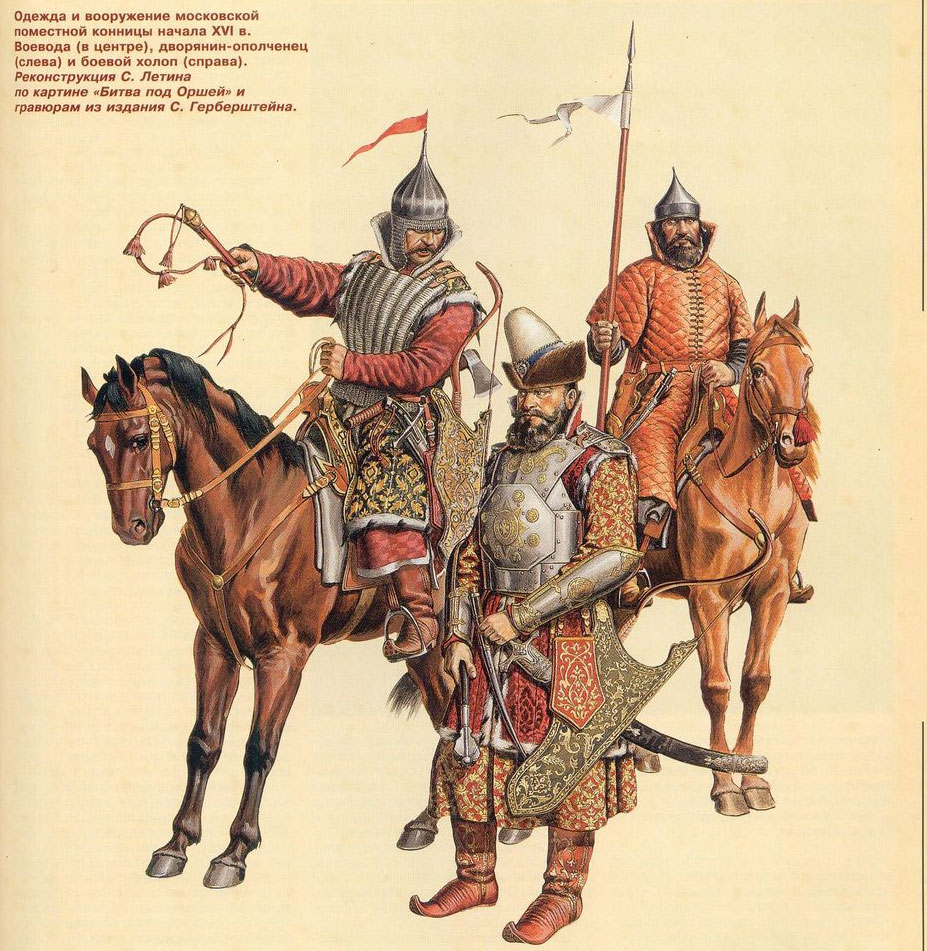 Одежда и вооружение московской
поместной конницы начала XVI в.
Воевода (в центре), дворянин-ополченец
(слева) и боевой холоп (справа).
Реконструкция С. Летина
по картине «Битва под Оршей» и
гравюрам из издания С. Герберштейна.